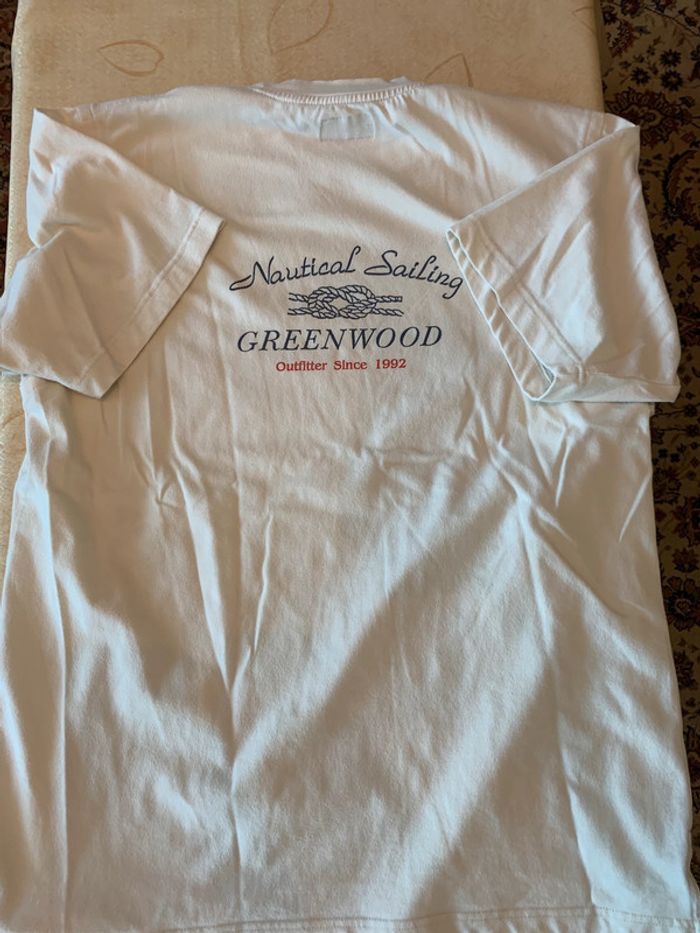 Nautical Sailing
GREENWOOD
Outfitter Since 1992